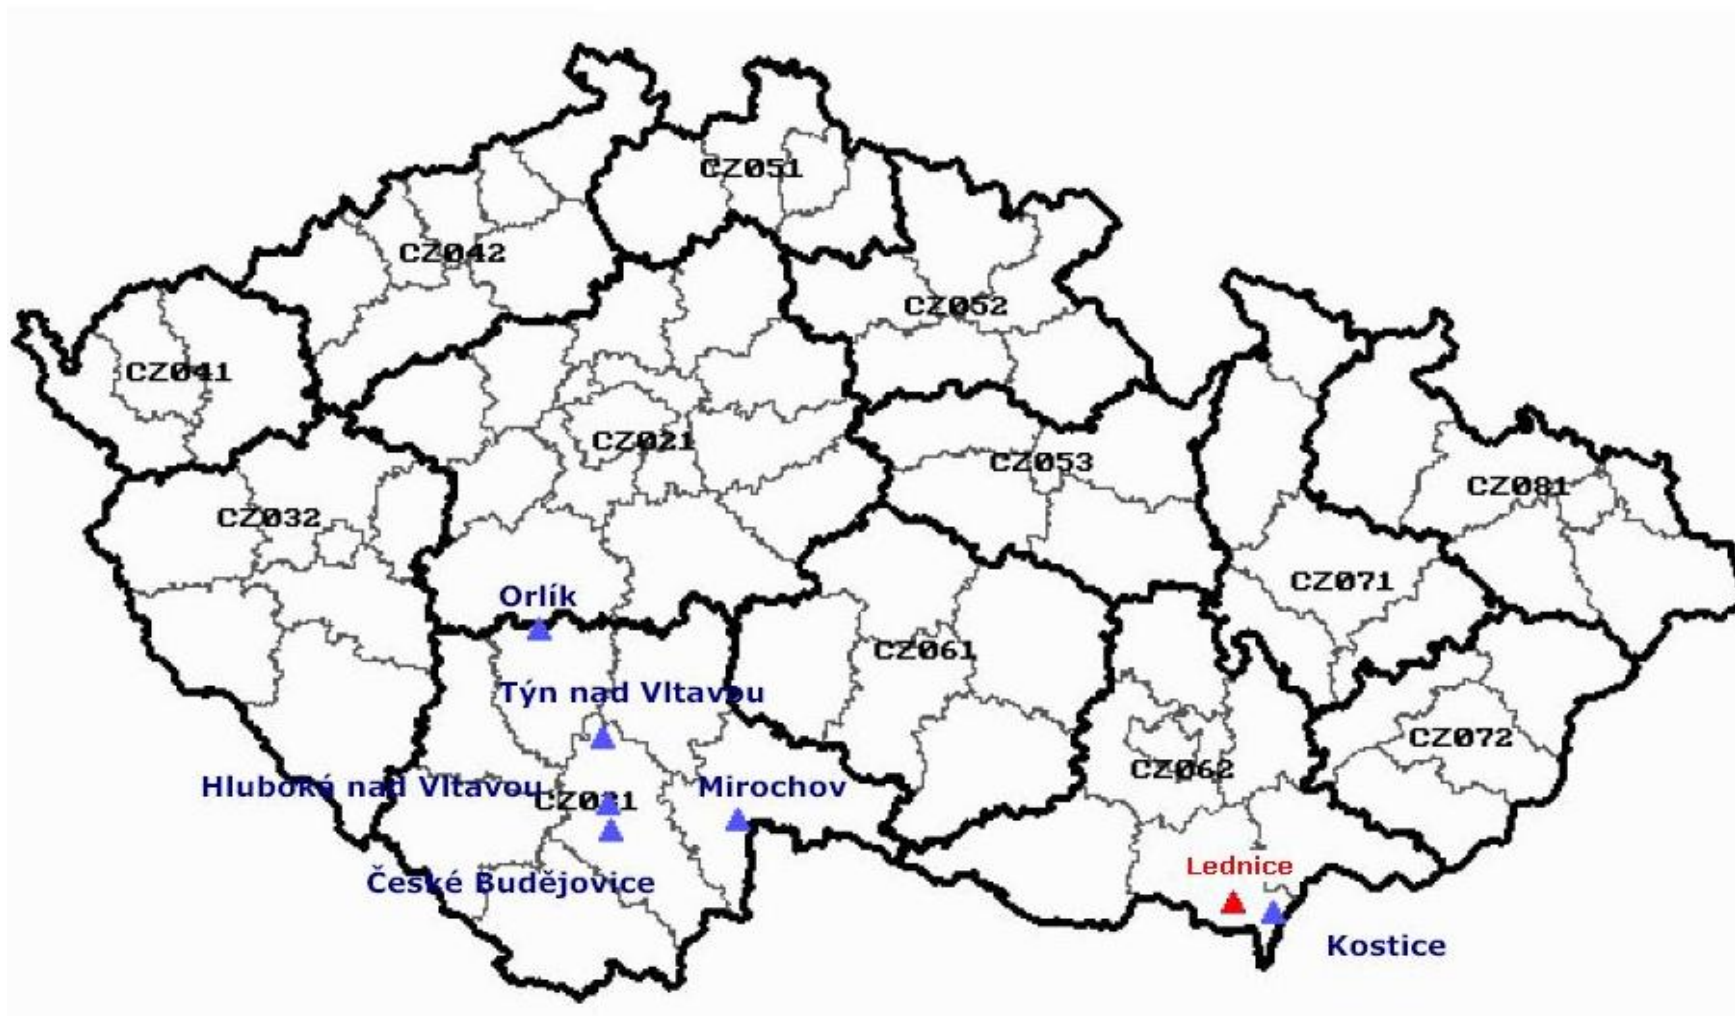 CZ051
CZ042
CZ052
CZ041
CZ021
CZ053
CZ081
CZ032
CZ071
Orlík
CZ061
Týn nad Vltavou
CZ072
CZ062
Hluboká nad Vltavou
CZ031
Mirochov
Lednice
České Budějovice
Kostice